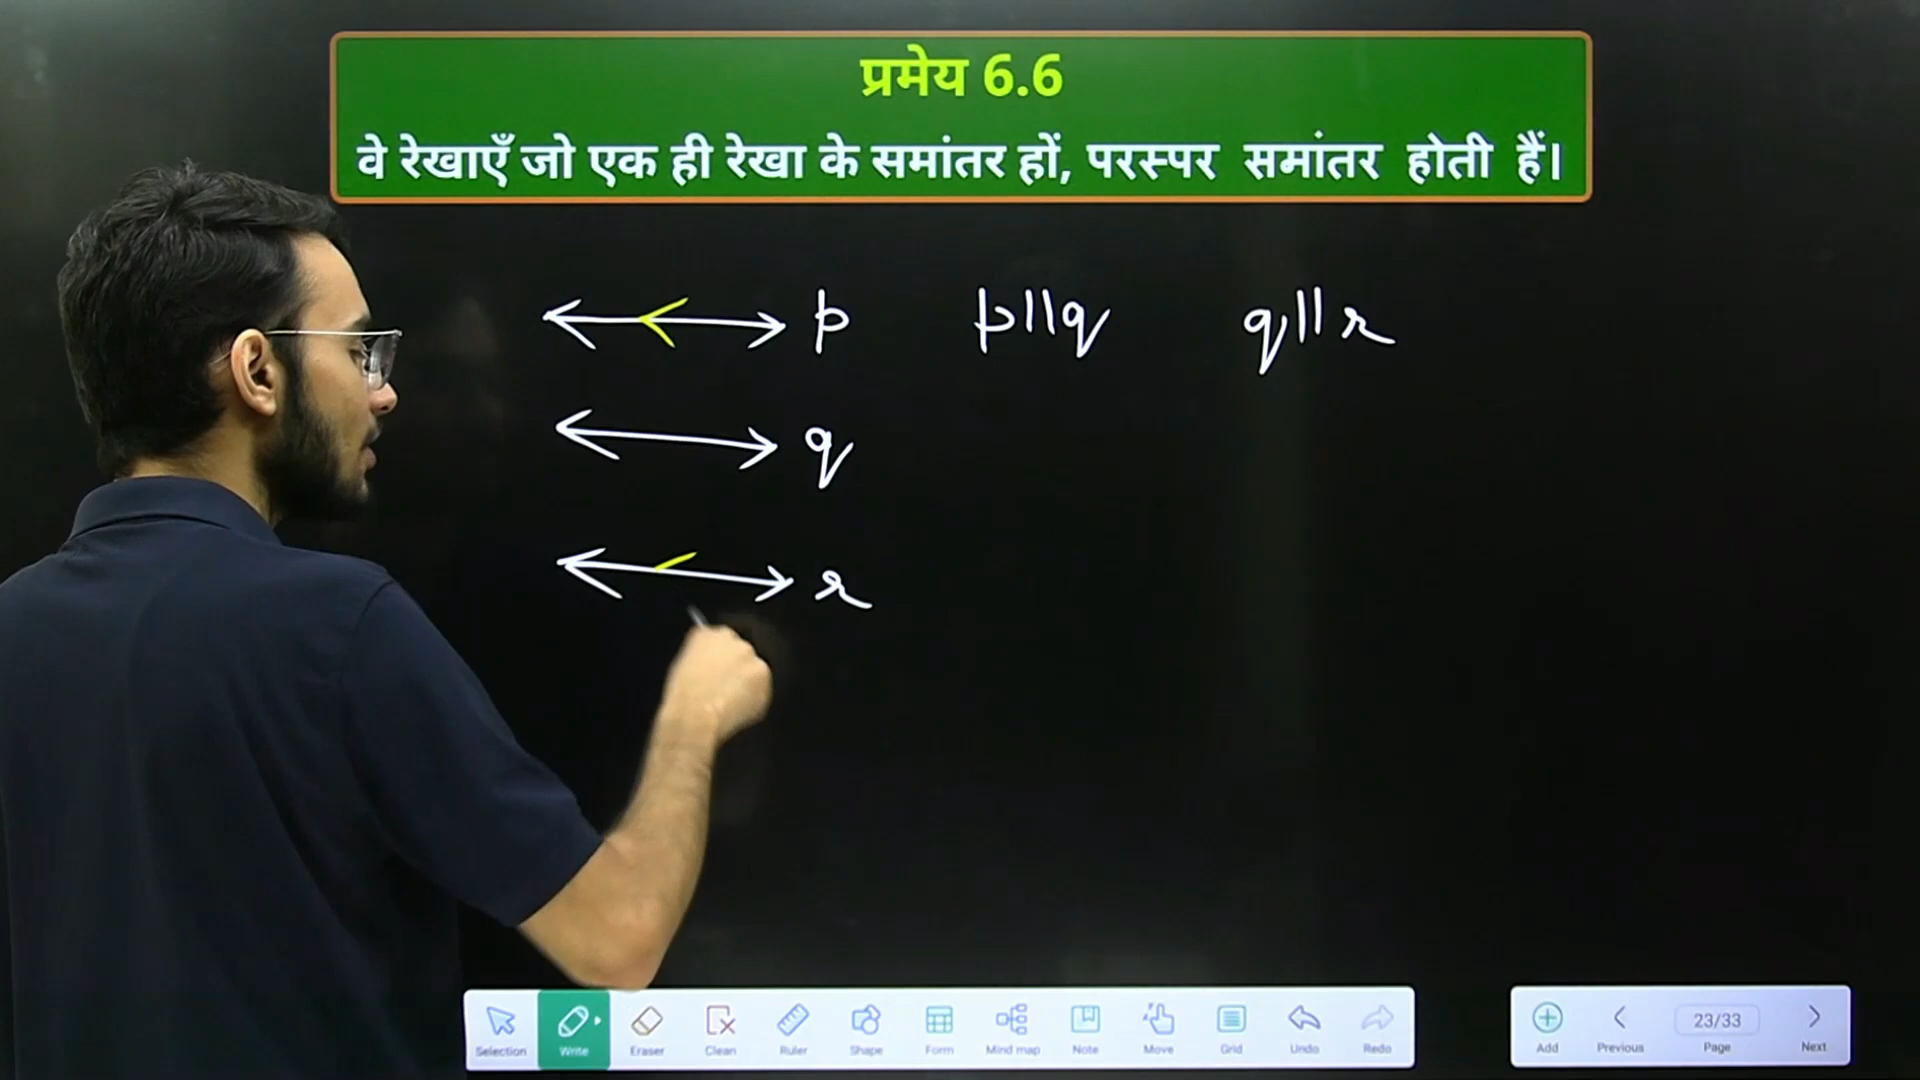 प्रमेय 6.6
वे रेखाएँ जो एक ही रेखा के समांतर हों, परस्पर समांतर होती हैं।
p p||q q||r
q
r
Selection Write Eraser Clean Ruler Shape Form Mind map Note Move Grid Undo Redo
23/33
Add Previous Page Next